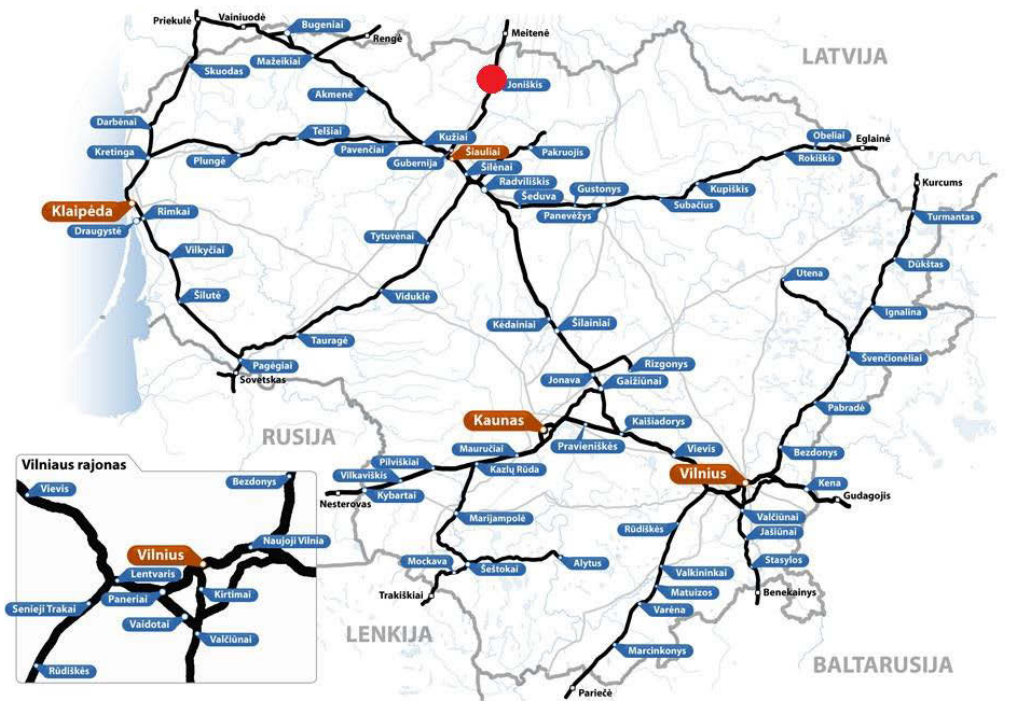 Priekulė
Vainiuodė
Bugeniai
Rengė
Meitenė
LATVIJA
Mažeikiai
Skuodas
Joniškis
Akmenė
Darbėnai
Telšiai
Kužiai
Obeliai
Eglainė
Kretinga
Plungė
Pavenčiai
Gubernija
Šiauliai
Pakruojis
Rokiškis
Šilėnai
Radviliškis
Kurcums
Šeduva
Gustonys
Kupiškis
Klaipėda
Rimkai
Panevėžys
Subačius
Turmantas
Draugystė
Tytuvėnai
Vilkyčiai
Dūkštas
Utena
Šilutė
Viduklė
Ignalina
Kėdainiai
Šilainiai
Tauragė
Švenčionėliai
Pagėgiai
Sovetskas
Rizgonys
Jonava
Gaižiūnai
Pabradė
Kaunas
Kaišiadorys
RUSIJA
Pravieniškės
Mauručiai
Vievis
Bezdonys
Pilviškiai
Kazlų Rūda
Vilnius
Vilkaviškis
Kena
Kybartai
Gudagojis
Nesterovas
Marijampolė
Valčiūnai
Rūdiškės
Jašiūnai
Mockava
Šeštokai
Alytus
Stasylos
Valkininkai
Trakiškiai
Matuizos
Benekainys
Varėna
LENKIJA
Marcinkonys
BALTARUSIJA
Pariečė
Vilniaus rajonas
Vievis
Bezdonys
Naujoji Vilnia
Vilnius
Lentvaris
Paneriai
Kirtimai
Senieji Trakai
Vaidotai
Valčiūnai
Rūdiškės